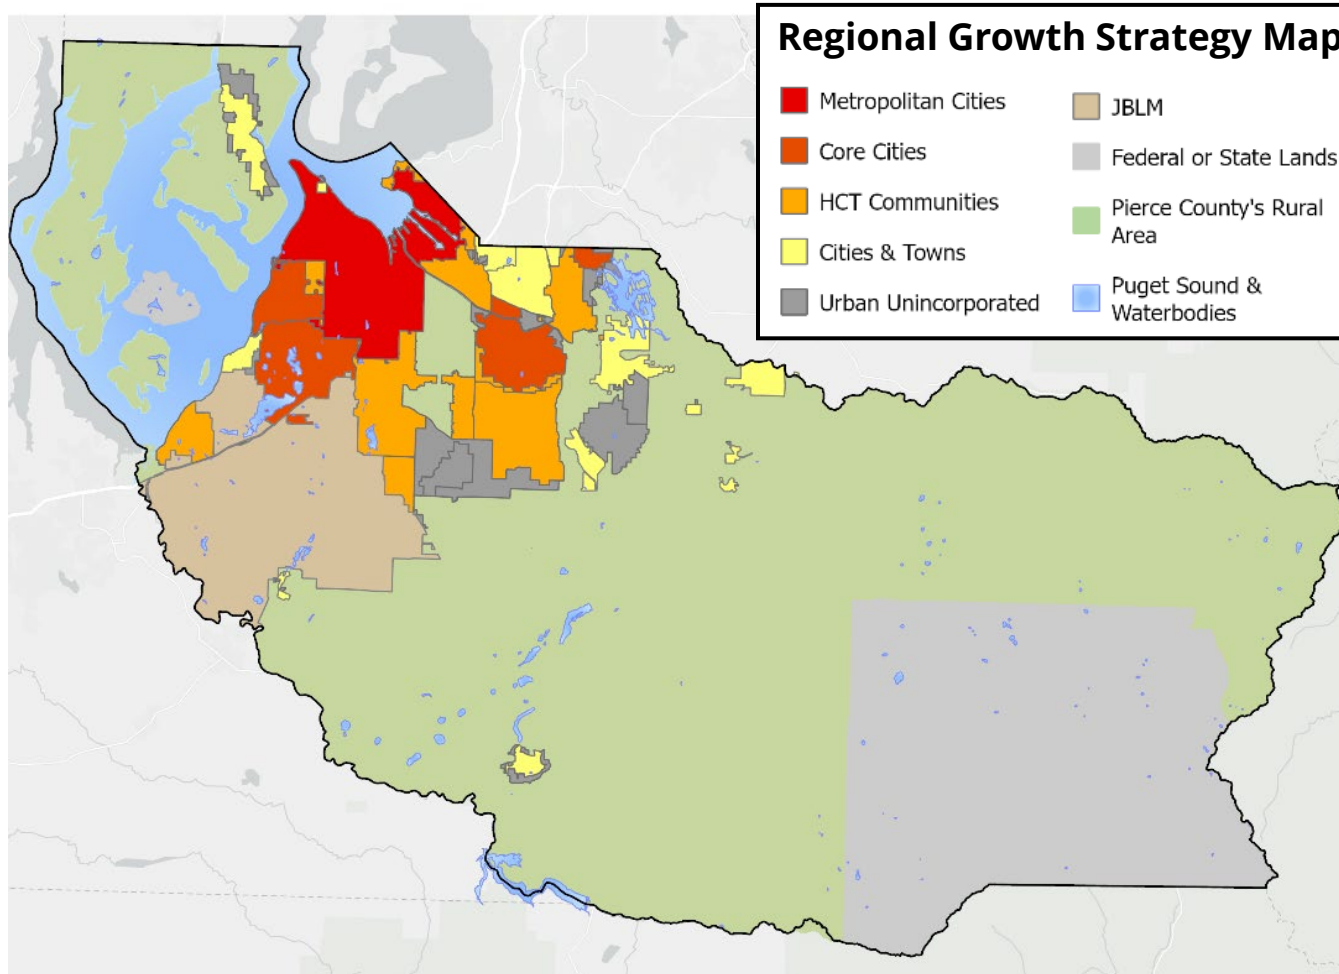 Regional Growth Strategy Map
Metropolitan Cities
Core Cities
HCT Communities
Cities & Towns
Urban Unincorporated
JBLM
Federal or State Lands
Pierce County's Rural
Area
Puget Sound &
Waterbodies